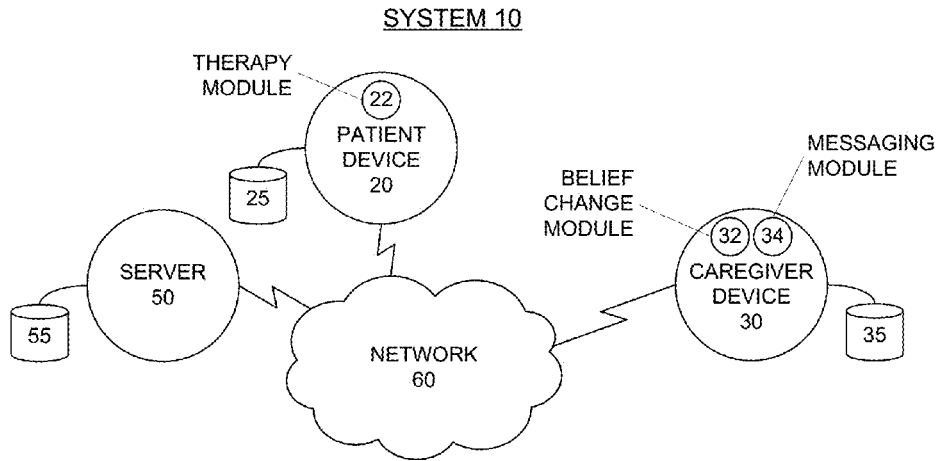 SYSTEM 10
THERAPY
MODULE
22
PATIENT
DEVICE
20
25
MESSAGING
MODULE
BELIEF
CHANGE
MODULE
32
34
CAREGIVER
DEVICE
30
35
SERVER
50
55
NETWORK
60